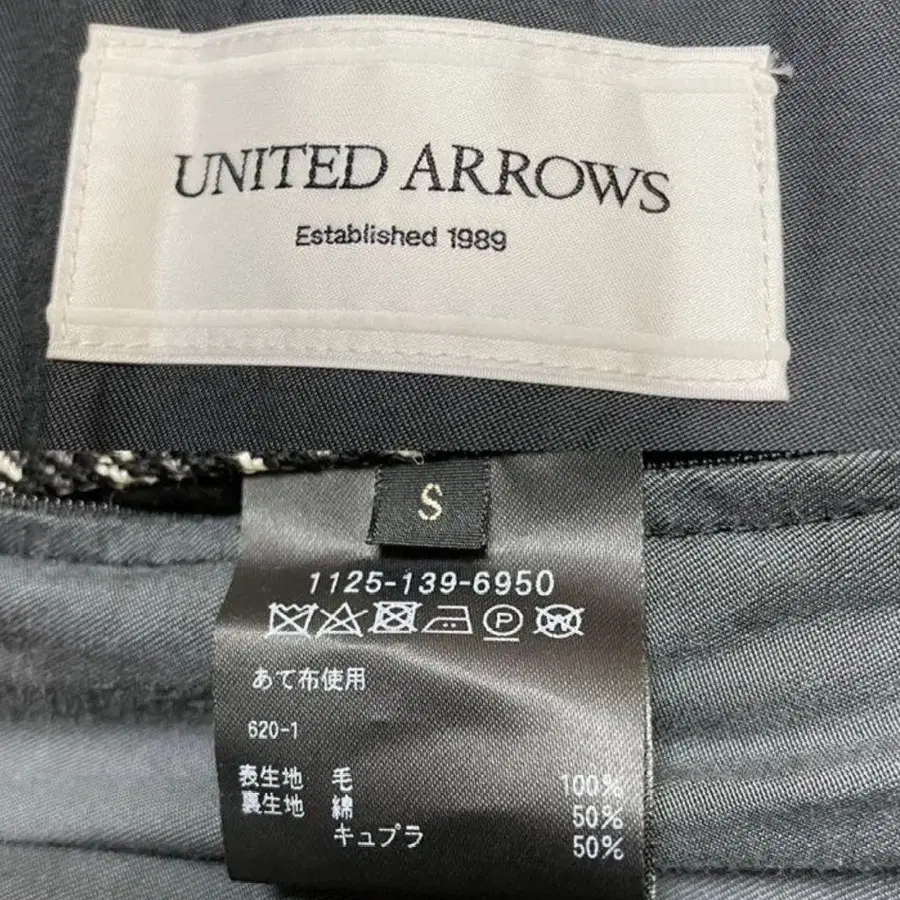 UNITED ARROWS
Established 1989
S
1125-139-6950
P W
あて布使用
620-1
表生地 毛 100%
裏生地 綿 50%
キュプラ 50%